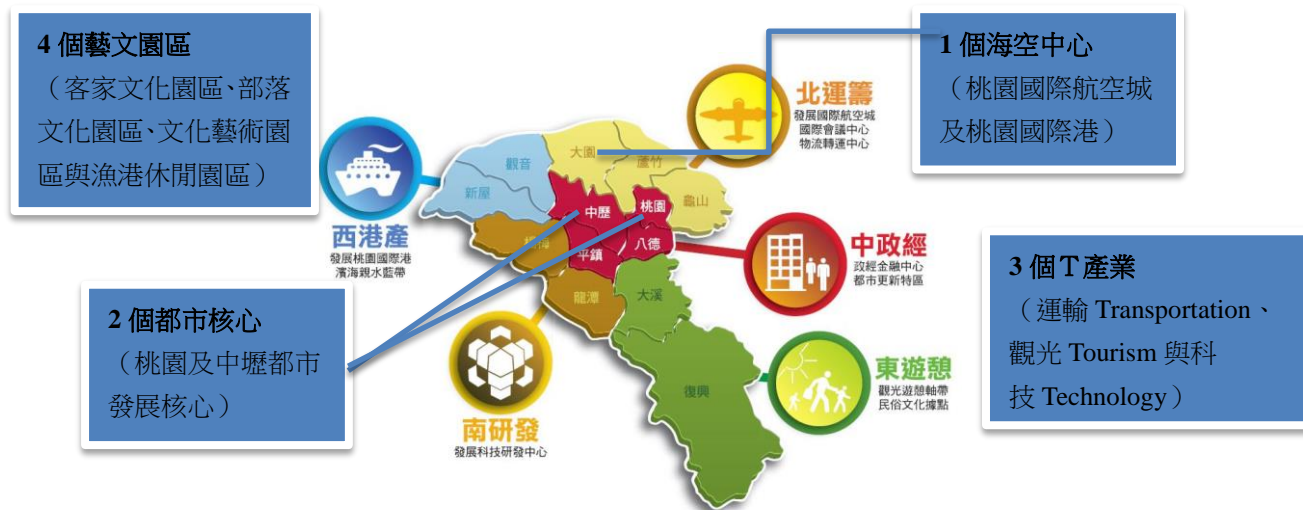 4 個藝文園區
（客家文化園區、部落
文化園區、文化藝術園
區與漁港休閒園區）
1 個海空中心
（桃園國際航空城
及桃園國際港）
北運籌
發展國際航空城
國際會議中心
物流轉運中心
大園
蘆竹
觀音
新屋
龜山
桃園
中壢
八德
平鎮
楊梅
龍潭
大溪
復興
西港產
發展桃園國際港
濱海親水藍帶
中政經
政經金融中心
都市更新特區
3 個T產業
（運輸 Transportation、
觀光 Tourism 與科
技 Technology）
2 個都市核心
（桃園及中壢都市
發展核心）
南研發
發展科技研發中心
東遊憩
觀光遊憩軸帶
民俗文化據點